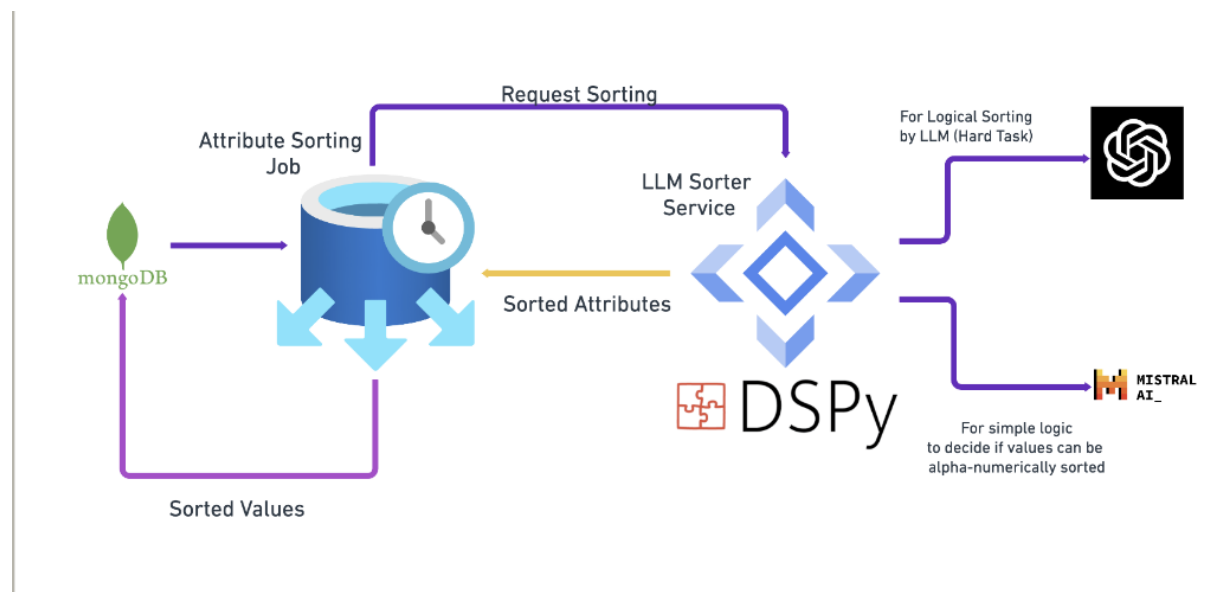 Request Sorting
For Logical Sorting
by LLM (Hard Task)
Attribute Sorting
Job
LLM Sorter
Service
mongoDB
Sorted Attributes
DSPy
MISTRAL
AI_
For simple logic
to decide if values can be
alpha-numerically sorted
Sorted Values